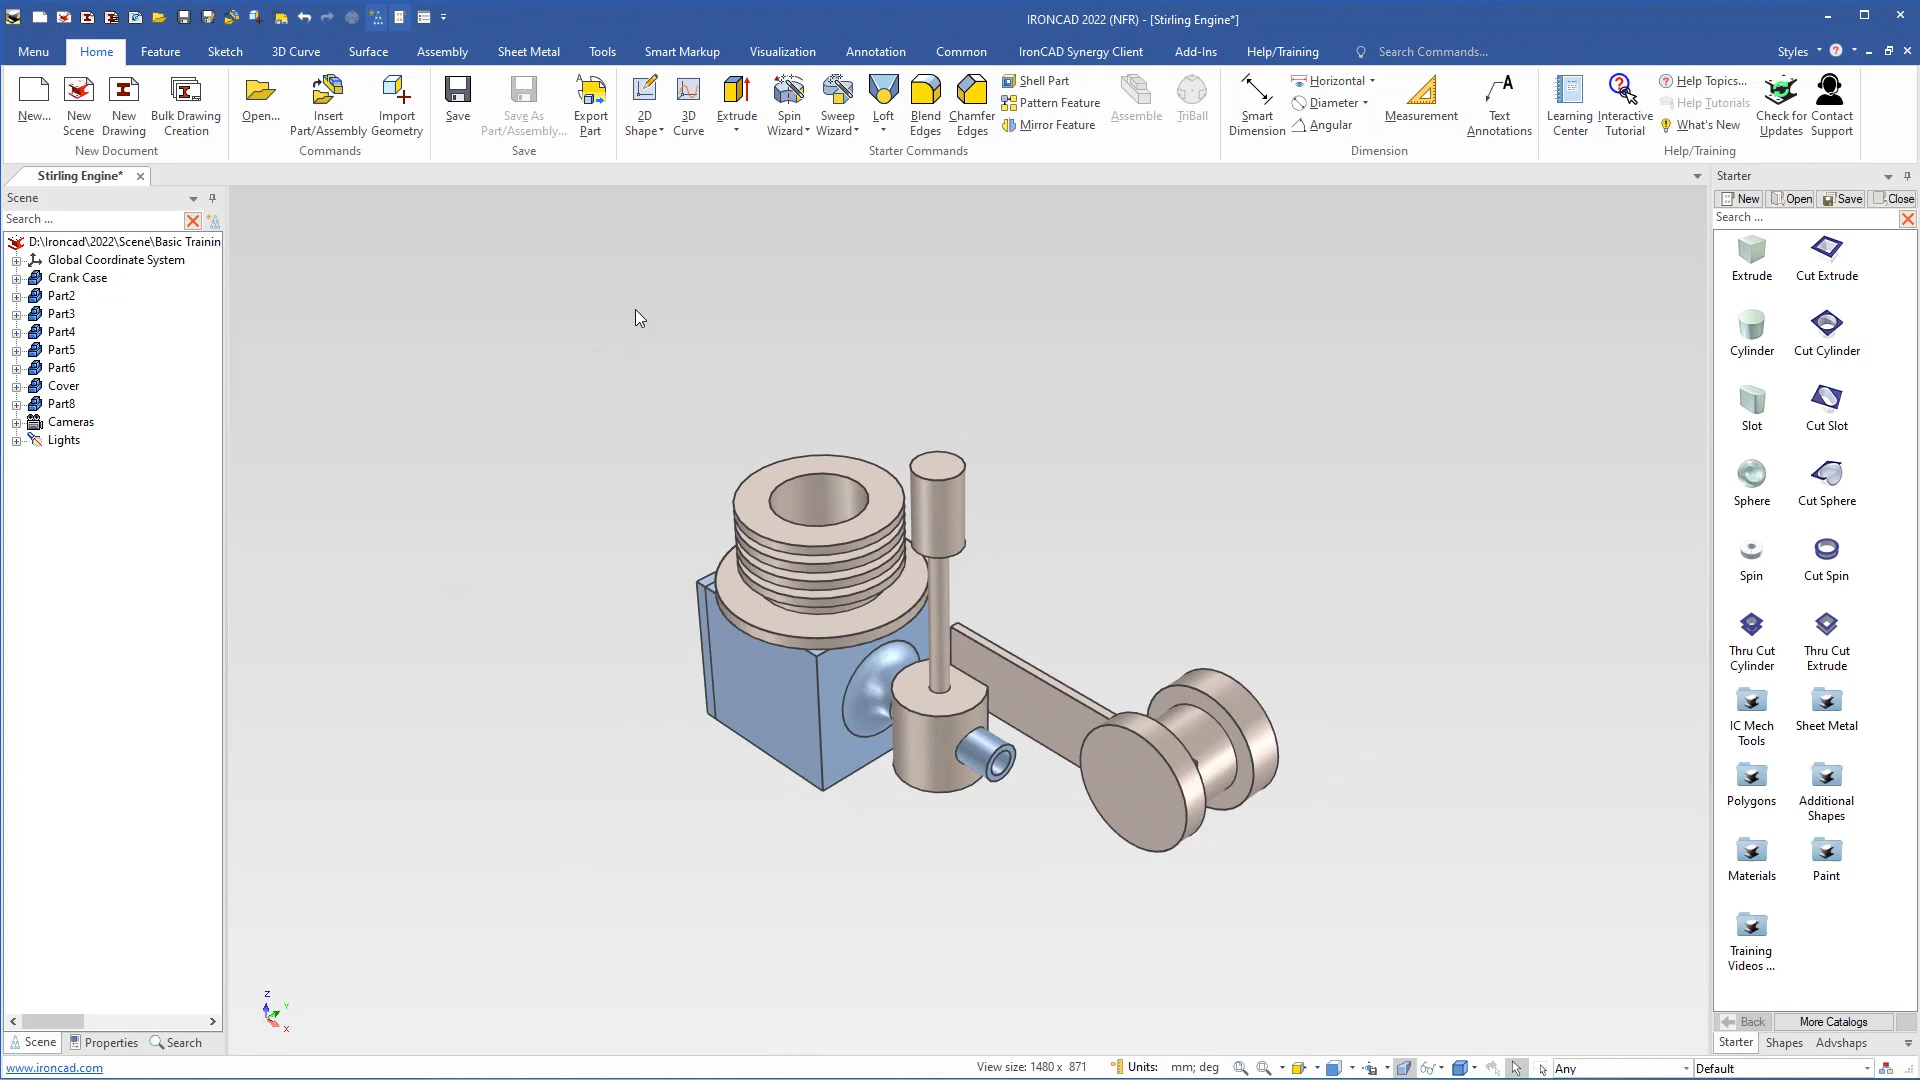 IRONCAD 2022 (NFR) - [Stirling Engine*]
Menu Home Feature Sketch 3D Curve Surface Assembly Sheet Metal Tools Smart Markup Visualization Annotation Common IronCAD Synergy Client Add-Ins Help/Training Search Commands... Styles
New... New Scene New Drawing Bulk Drawing Creation
New Document
Open... Insert Part/Assembly Import Geometry
Commands
Save Save As Part/Assembly... Export Part
Save
2D Shape 3D Curve Extrude Spin Wizard Sweep Wizard Loft Blend Edges Chamfer Edges
Shell Part
Pattern Feature
Mirror Feature
Assemble TriBall
Starter Commands
Smart Dimension
Horizontal
Diameter
Angular
Measurement Text Annotations
Dimension
Learning Center Interactive Tutorial
Help Topics...
Help Tutorials
What's New
Check for Updates Contact Support
Help/Training
Stirling Engine*
Scene
Search ...
D:\Ironcad\2022\Scene\Basic Trainin
Global Coordinate System
Crank Case
Part2
Part3
Part4
Part5
Part6
Cover
Part8
Cameras
Lights
Z
Y
X
Starter
New Open Save Close
Search ...
Extrude Cut Extrude
Cylinder Cut Cylinder
Slot Cut Slot
Sphere Cut Sphere
Spin Cut Spin
Thru Cut Cylinder Thru Cut Extrude
IC Mech Tools Sheet Metal
Polygons Additional Shapes
Materials Paint
Training Videos ...
Back More Catalogs
Starter Shapes Advshaps
Scene Properties Search
www.ironcad.com
View size: 1480 x 871 Units: mm; deg Any Default